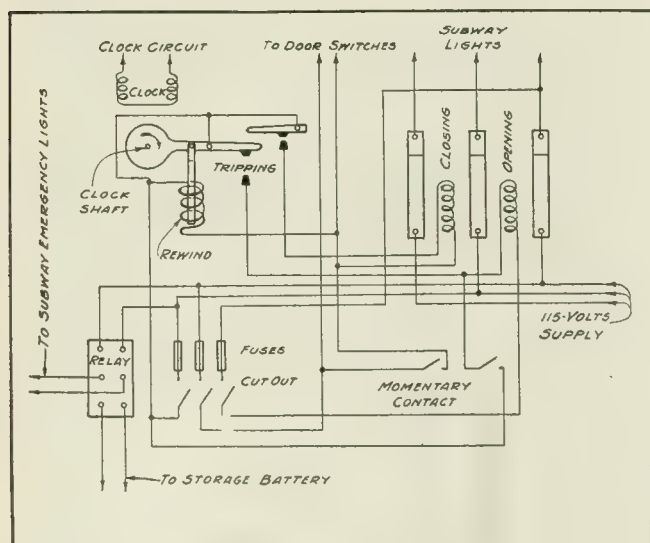 CLOCK CIRCUIT
CLOCK
TO DOOR SWITCHES
SUBWAY
LIGHTS
TO SUBWAY EMERGENCY LIGHTS
CLOCK
SHAFT
TRIPPING
REWIND
CLOSING
OPENING
115-VOLTS
SUPPLY
RELAY
FUSES
CUT OUT
MOMENTARY
CONTACT
TO STORAGE BATTERY